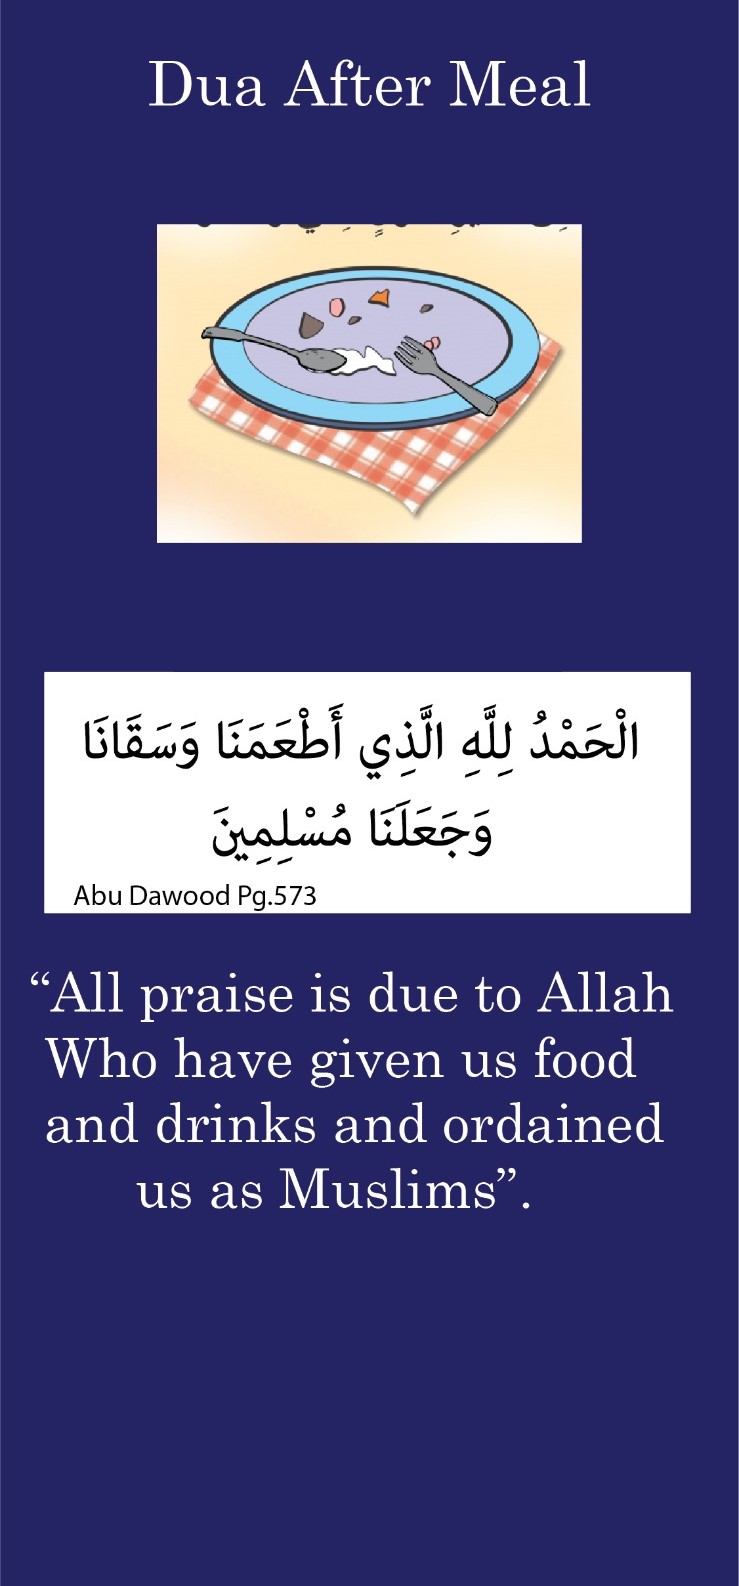 Dua After Meal
الْحَمْدُ لِلَّهِ الَّذِي أَطْعَمَنَا وَسَقَانَا
وَجَعَلَنَا مُسْلِمِينَ
Abu Dawood Pg.573
“All praise is due to Allah
Who have given us food
and drinks and ordained
us as Muslims”.